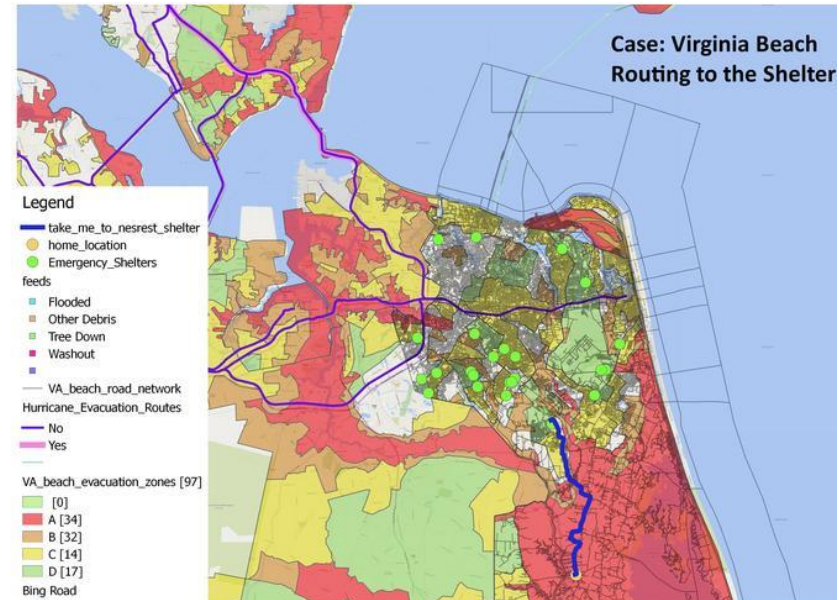 Case: Virginia Beach
Routing to the Shelter
Legend
take_me_to_nesrest_shelter
home_location
Emergency_Shelters
feeds
Flooded
Other Debris
Tree Down
Washout
VA_beach_road_network
Hurricane_Evacuation_Routes
No
Yes
VA_beach_evacuation_zones [97]
[0]
A [34]
B [32]
C [14]
D [17]
Bing Road